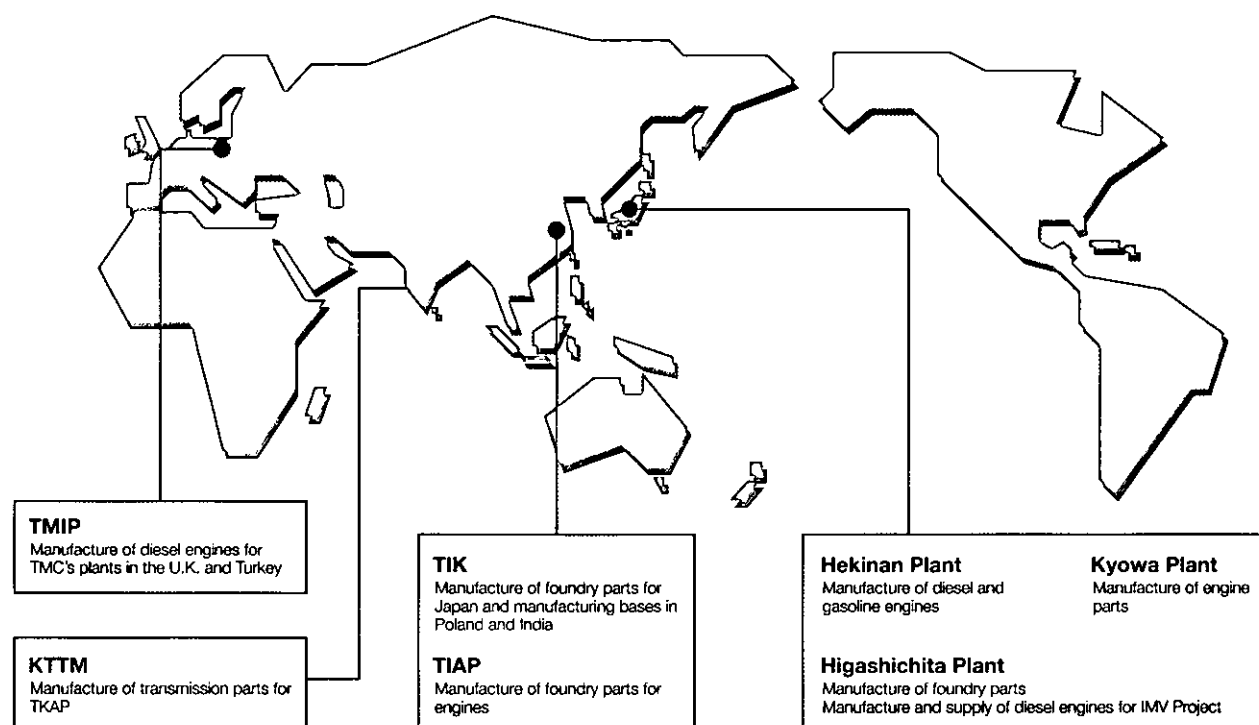 TMIP
Manufacture of diesel engines for
TMC's plants in the U.K. and Turkey
KTTM
Manufacture of transmission parts for
TKAP
TIK
Manufacture of foundry parts for
Japan and manufacturing bases in
Poland and India
TIAP
Manufacture of foundry parts for
engines
Hekinan Plant
Manufacture of diesel and
gasoline engines
Kyowa Plant
Manufacture of engine
parts
Higashichita Plant
Manufacture of foundry parts
Manufacture and supply of diesel engines for IMV Project